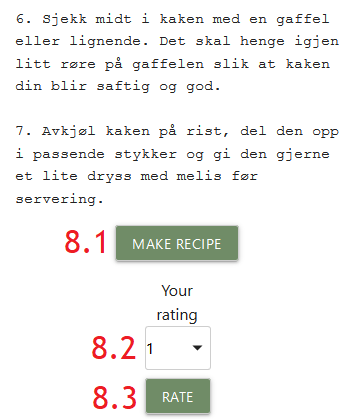 6. Sjekk midt i kaken med en gaffel
eller lignende. Det skal henge igjen
litt røre på gaffelen slik at kaken
din blir saftig og god.
7. Avkjøl kaken på rist, del den opp
i passende stykker og gi den gjerne
et lite dryss med melis før
servering.
8.1 MAKE RECIPE
Your
rating
8.2 1
8.3 RATE